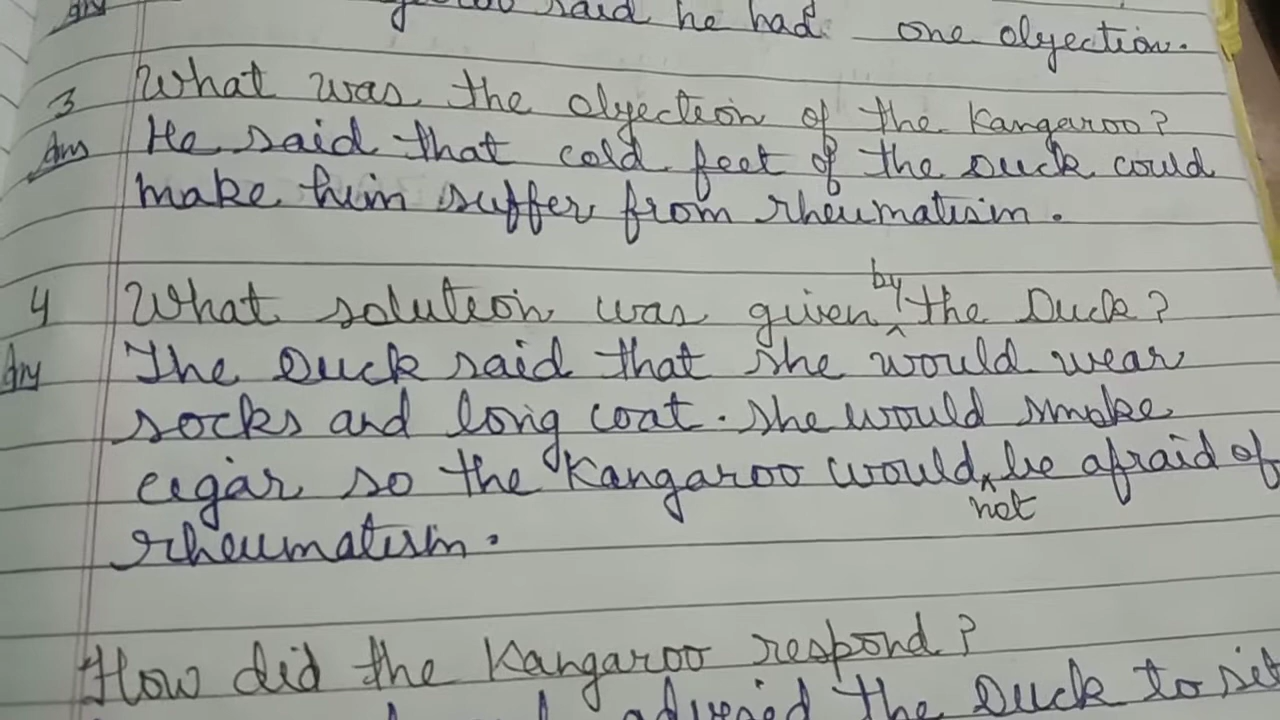 said he had one objection.
3 What was the objection of the Kangaroo?
Ans He said that cold feet of the Duck could
make him suffer from rheumatisim.
4 What solution was given by the Duck?
Ans The Duck said that she would wear
socks and long coat. She would smoke
cigar so the Kangaroo would not be afraid of
rheumatisim.
How did the Kangaroo respond?
the Duck to sit